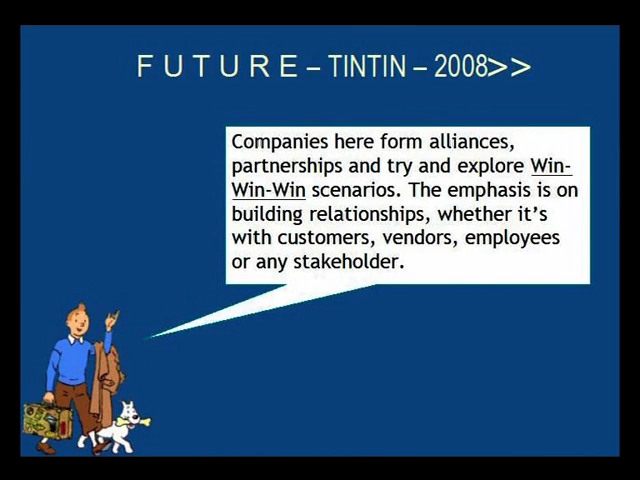 F U T U R E – TINTIN – 2008>>
Companies here form alliances,
partnerships and try and explore Win-
Win-Win scenarios. The emphasis is on
building relationships, whether it's
with customers, vendors, employees
or any stakeholder.